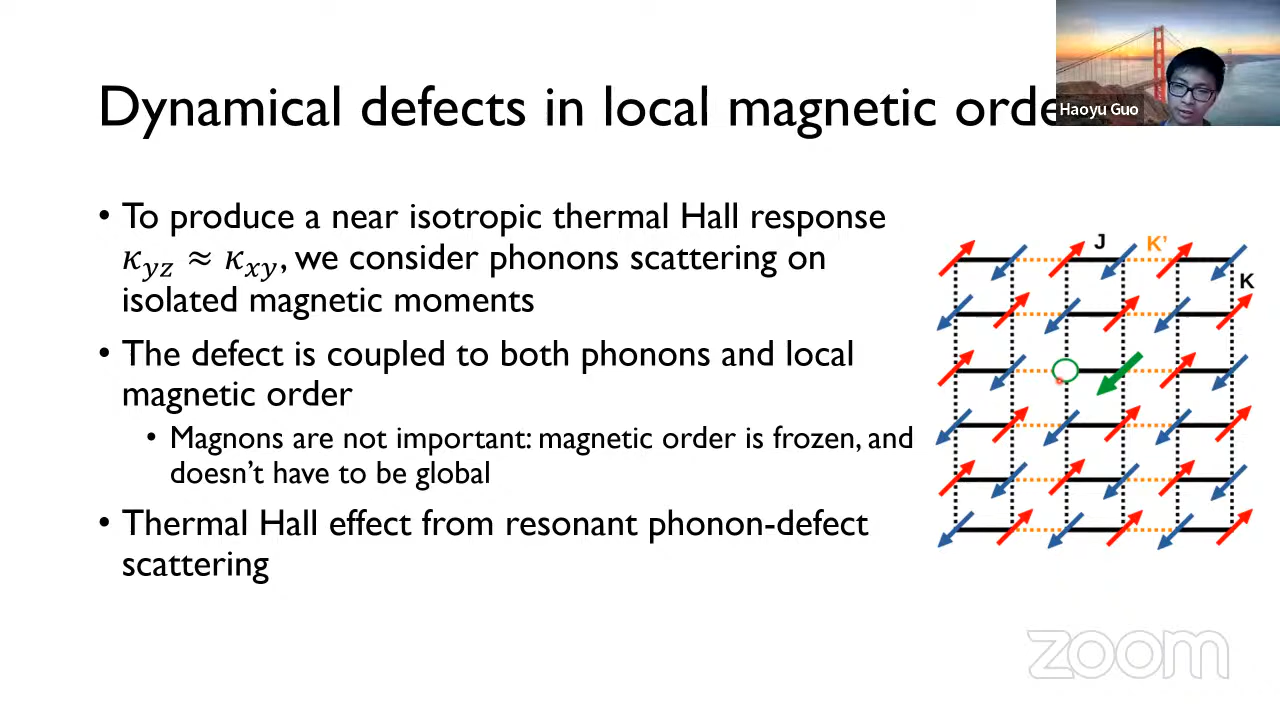 Dynamical defects in local magnetic orde
Haoyu Guo
• To produce a near isotropic thermal Hall response
κ_yz ≈ κ_xy, we consider phonons scattering on
isolated magnetic moments
• The defect is coupled to both phonons and local
magnetic order
• Magnons are not important: magnetic order is frozen, and
doesn't have to be global
• Thermal Hall effect from resonant phonon-defect
scattering
J K'
K
zoom